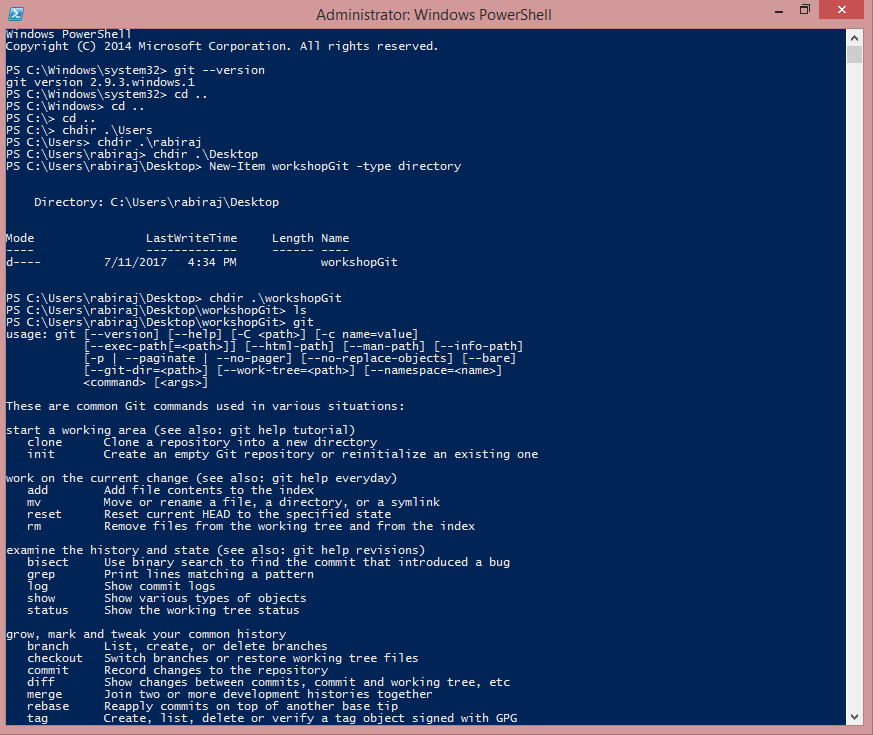 Administrator: Windows PowerShell
Windows PowerShell
Copyright (C) 2014 Microsoft Corporation. All rights reserved.
PS C:\Windows\system32> git --version
git version 2.9.3.windows.1
PS C:\Windows\system32> cd ..
PS C:\Windows> cd ..
PS C:\> cd ..
PS C:\> chdir .\Users
PS C:\Users> chdir .\rabiraj
PS C:\Users\rabiraj> chdir .\Desktop
PS C:\Users\rabiraj\Desktop> New-Item workshopGit -type directory
    Directory: C:\Users\rabiraj\Desktop
Mode                LastWriteTime     Length Name
----                -------------     ------ ----
d----         7/11/2017   4:34 PM            workshopGit
PS C:\Users\rabiraj\Desktop> chdir .\workshopGit
PS C:\Users\rabiraj\Desktop\workshopGit> ls
PS C:\Users\rabiraj\Desktop\workshopGit> git
usage: git [--version] [--help] [-C <path>] [-c name=value]
           [--exec-path[=<path>]] [--html-path] [--man-path] [--info-path]
           [-p | --paginate | --no-pager] [--no-replace-objects] [--bare]
           [--git-dir=<path>] [--work-tree=<path>] [--namespace=<name>]
           <command> [<args>]
These are common Git commands used in various situations:
start a working area (see also: git help tutorial)
   clone      Clone a repository into a new directory
   init       Create an empty Git repository or reinitialize an existing one
work on the current change (see also: git help everyday)
   add        Add file contents to the index
   mv         Move or rename a file, a directory, or a symlink
   reset      Reset current HEAD to the specified state
   rm         Remove files from the working tree and from the index
examine the history and state (see also: git help revisions)
   bisect     Use binary search to find the commit that introduced a bug
   grep       Print lines matching a pattern
   log        Show commit logs
   show       Show various types of objects
   status     Show the working tree status
grow, mark and tweak your common history
   branch     List, create, or delete branches
   checkout   Switch branches or restore working tree files
   commit     Record changes to the repository
   diff       Show changes between commits, commit and working tree, etc
   merge      Join two or more development histories together
   rebase     Reapply commits on top of another base tip
   tag        Create, list, delete or verify a tag object signed with GPG